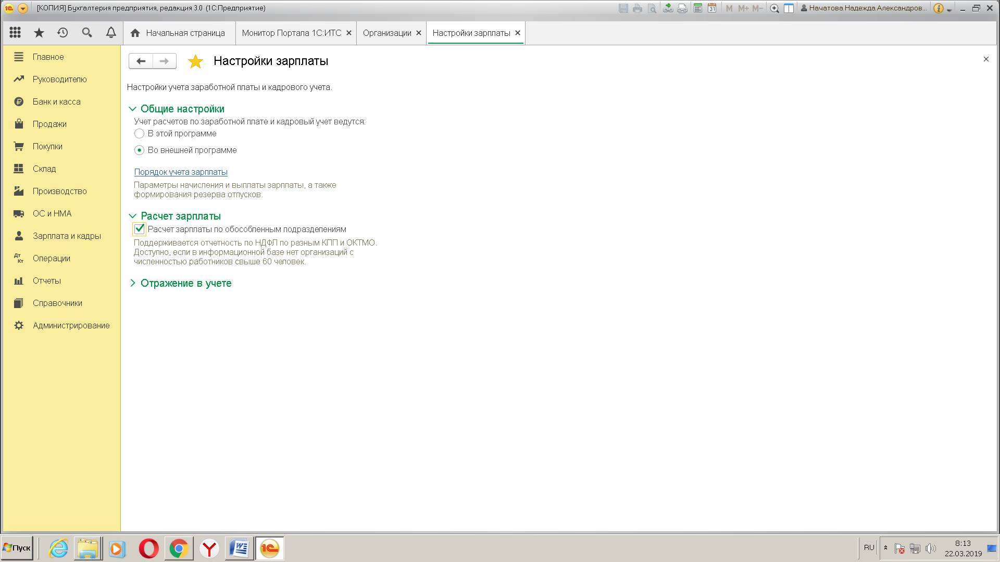 [КОПИЯ] Бухгалтерия предприятия, редакция 3.0 (1С:Предприятие)
M M+ M-
Начатова Надежда Александров...
Начальная страница
Монитор Портала 1С:ИТС
Организации
Настройки зарплаты
Главное
Руководителю
Банк и касса
Продажи
Покупки
Склад
Производство
ОС и НМА
Зарплата и кадры
Дт
Кт
Операции
Отчеты
Справочники
Администрирование
Настройки зарплаты
Настройки учета заработной платы и кадрового учета.
Общие настройки
Учет расчетов по заработной плате и кадровый учет ведутся:
В этой программе
Во внешней программе
Порядок учета зарплаты
Параметры начисления и выплаты зарплаты, а также
формирования резерва отпусков.
Расчет зарплаты
Расчет зарплаты по обособленным подразделениям
Поддерживается отчетность по НДФЛ по разным КПП и ОКТМО.
Доступно, если в информационной базе нет организаций с
численностью работников свыше 60 человек.
Отражение в учете
Пуск
RU
8:13
22.03.2019